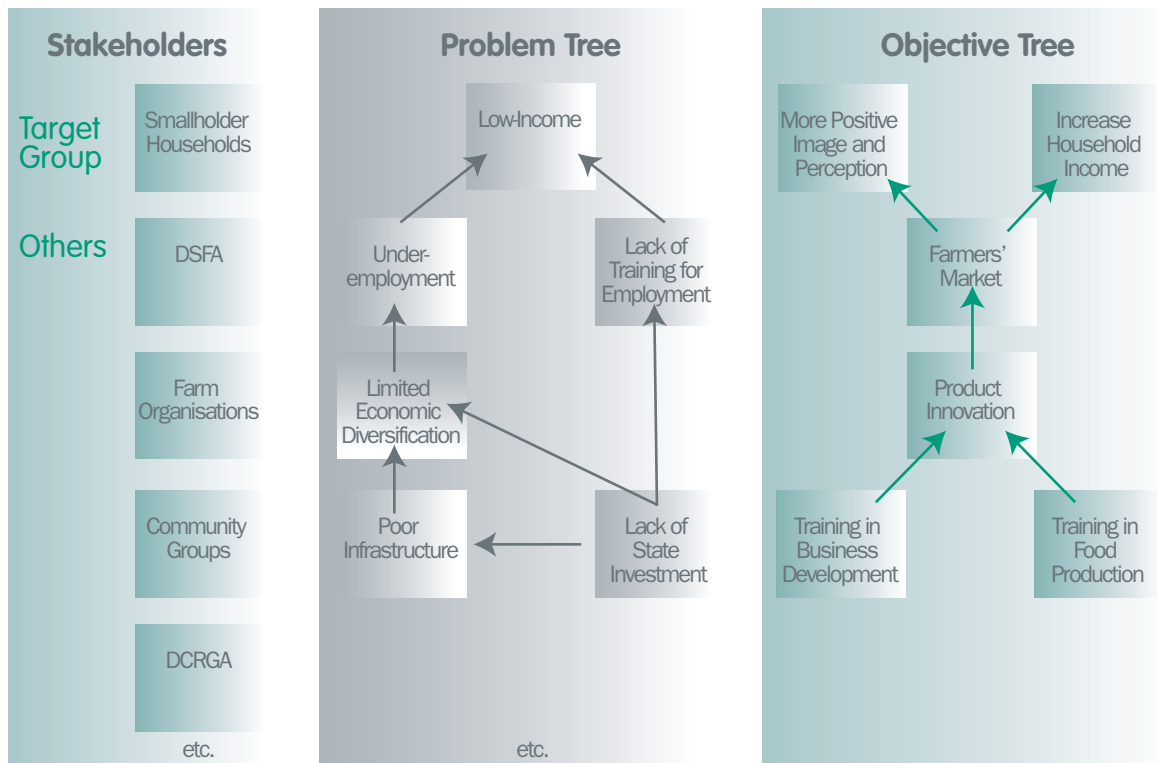 Stakeholders
Target
Group
Smallholder
Households
Others
DSFA
Farm
Organisations
Community
Groups
DCRGA
etc.
Problem Tree
Low-Income
Under-
employment
Lack of
Training for
Employment
Limited
Economic
Diversification
Poor
Infrastructure
Lack of
State
Investment
etc.
Objective Tree
More Positive
Image and
Perception
Increase
Household
Income
Farmers'
Market
Product
Innovation
Training in
Business
Development
Training in
Food
Production